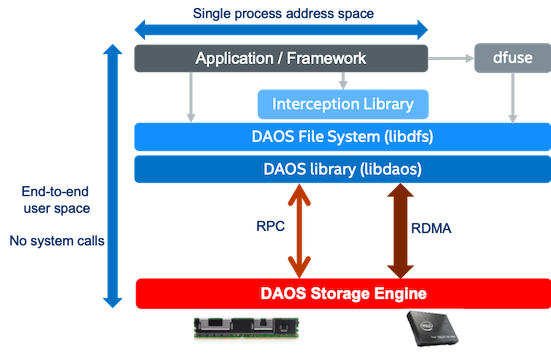 Single process address space
Application / Framework
dfuse
Interception Library
DAOS File System (libdfs)
DAOS library (libdaos)
End-to-end
user space
No system calls
RPC
RDMA
DAOS Storage Engine